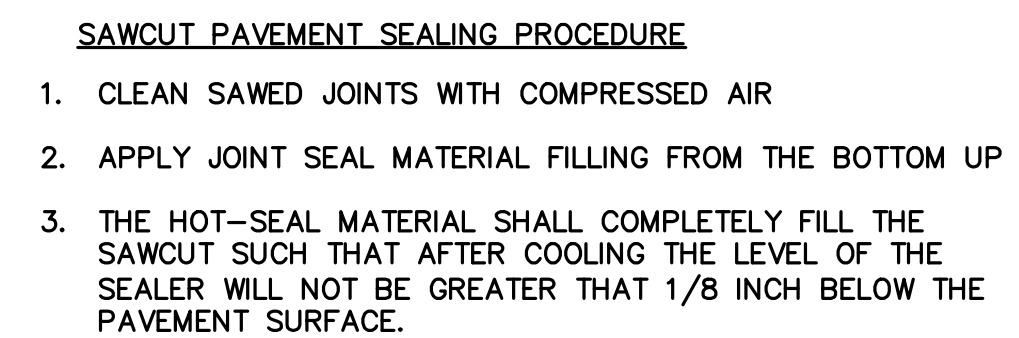 SAWCUT PAVEMENT SEALING PROCEDURE
1. CLEAN SAWED JOINTS WITH COMPRESSED AIR
2. APPLY JOINT SEAL MATERIAL FILLING FROM THE BOTTOM UP
3. THE HOT-SEAL MATERIAL SHALL COMPLETELY FILL THE
SAWCUT SUCH THAT AFTER COOLING THE LEVEL OF THE
SEALER WILL NOT BE GREATER THAT 1/8 INCH BELOW THE
PAVEMENT SURFACE.